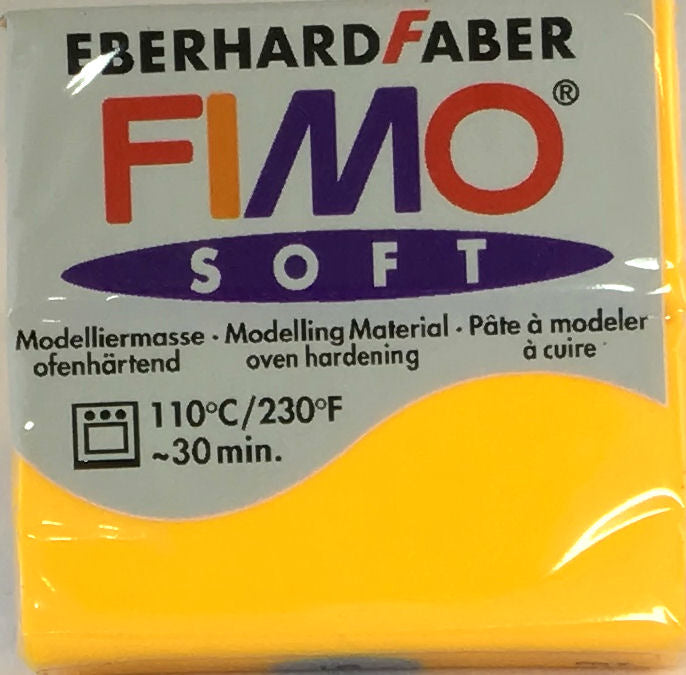 EBERHARDFABER
FIMO®
SOFT
Modelliermasse · Modelling Material · Pâte à modeler
ofenhärtend oven hardening à cuire
110°C/230°F
~30 min.